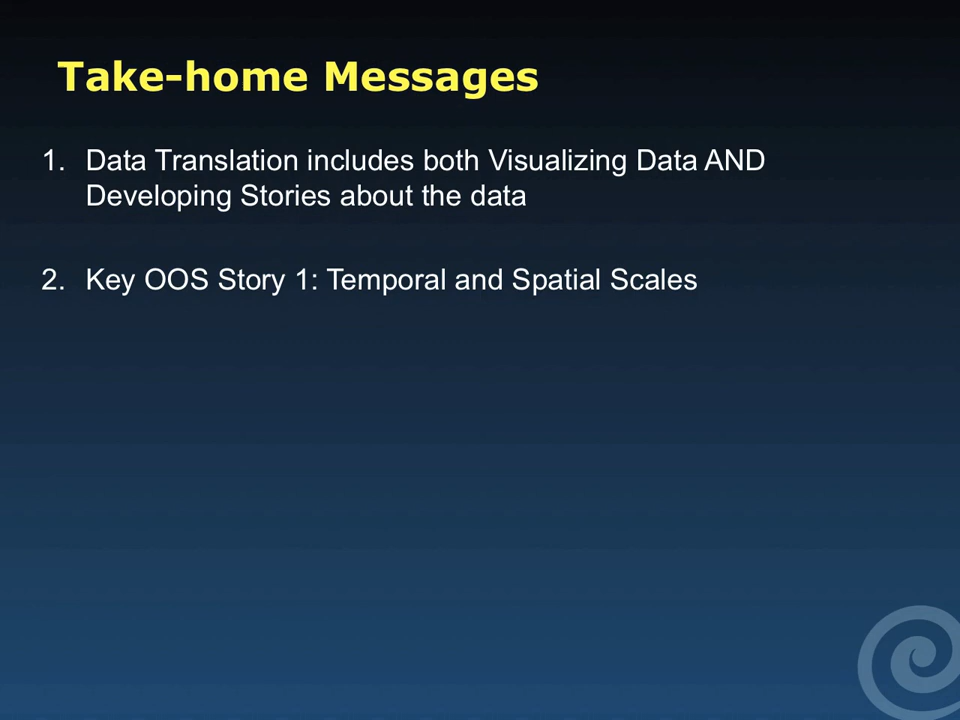 Take-home Messages
1. Data Translation includes both Visualizing Data AND
Developing Stories about the data
2. Key OOS Story 1: Temporal and Spatial Scales